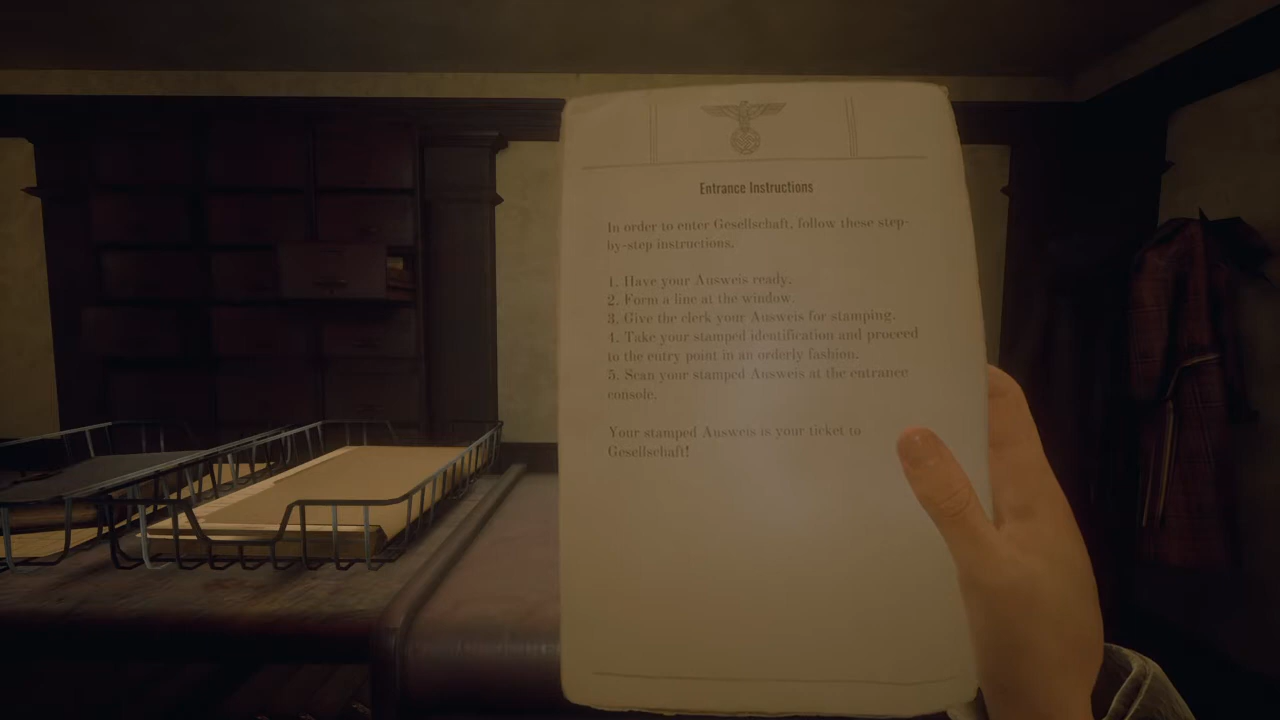 Entrance Instructions
In order to enter Gesellschaft, follow these step-
by-step instructions.
1. Have your Ausweis ready.
2. Form a line at the window.
3. Give the clerk your Ausweis for stamping.
4. Take your stamped identification and proceed
to the entry point in an orderly fashion.
5. Scan your stamped Ausweis at the entrance
console.
Your stamped Ausweis is your ticket to
Gesellschaft!